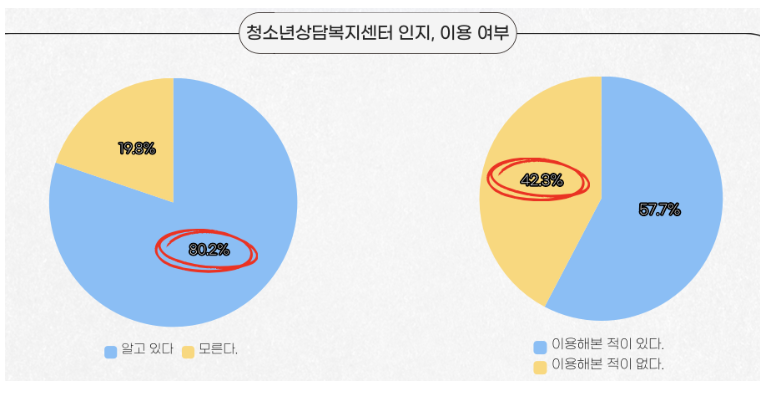 청소년상담복지센터 인지, 이용 여부
19.8%
80.2%
알고 있다 모른다.
42.3%
57.7%
이용해본 적이 있다.
이용해본 적이 없다.